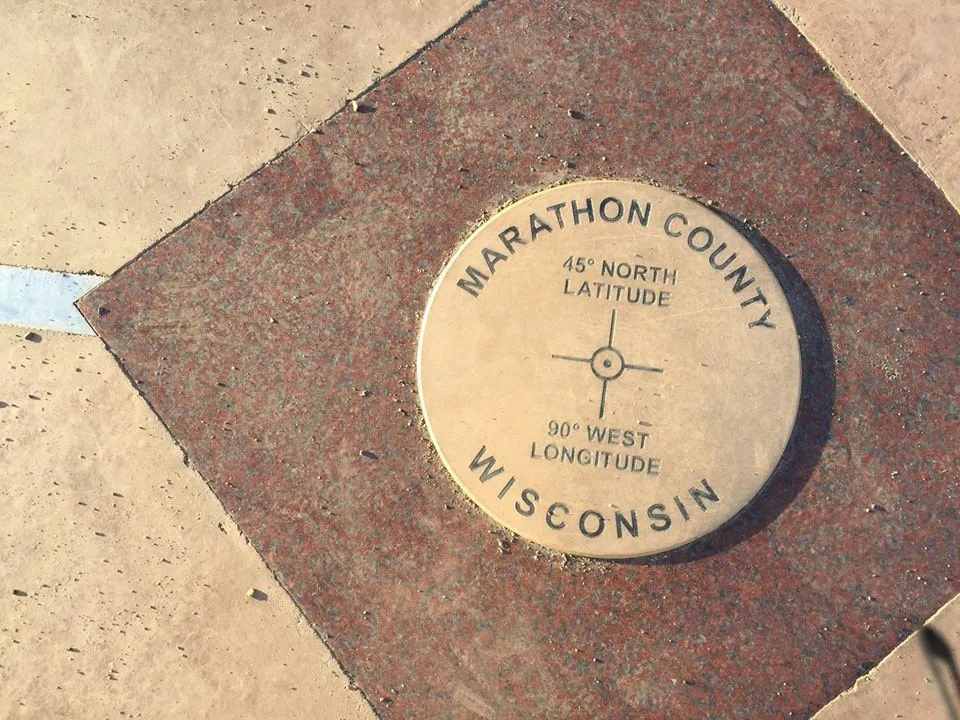 MARATHON COUNTY
45° NORTH
LATITUDE
90° WEST
LONGITUDE
WISCONSIN